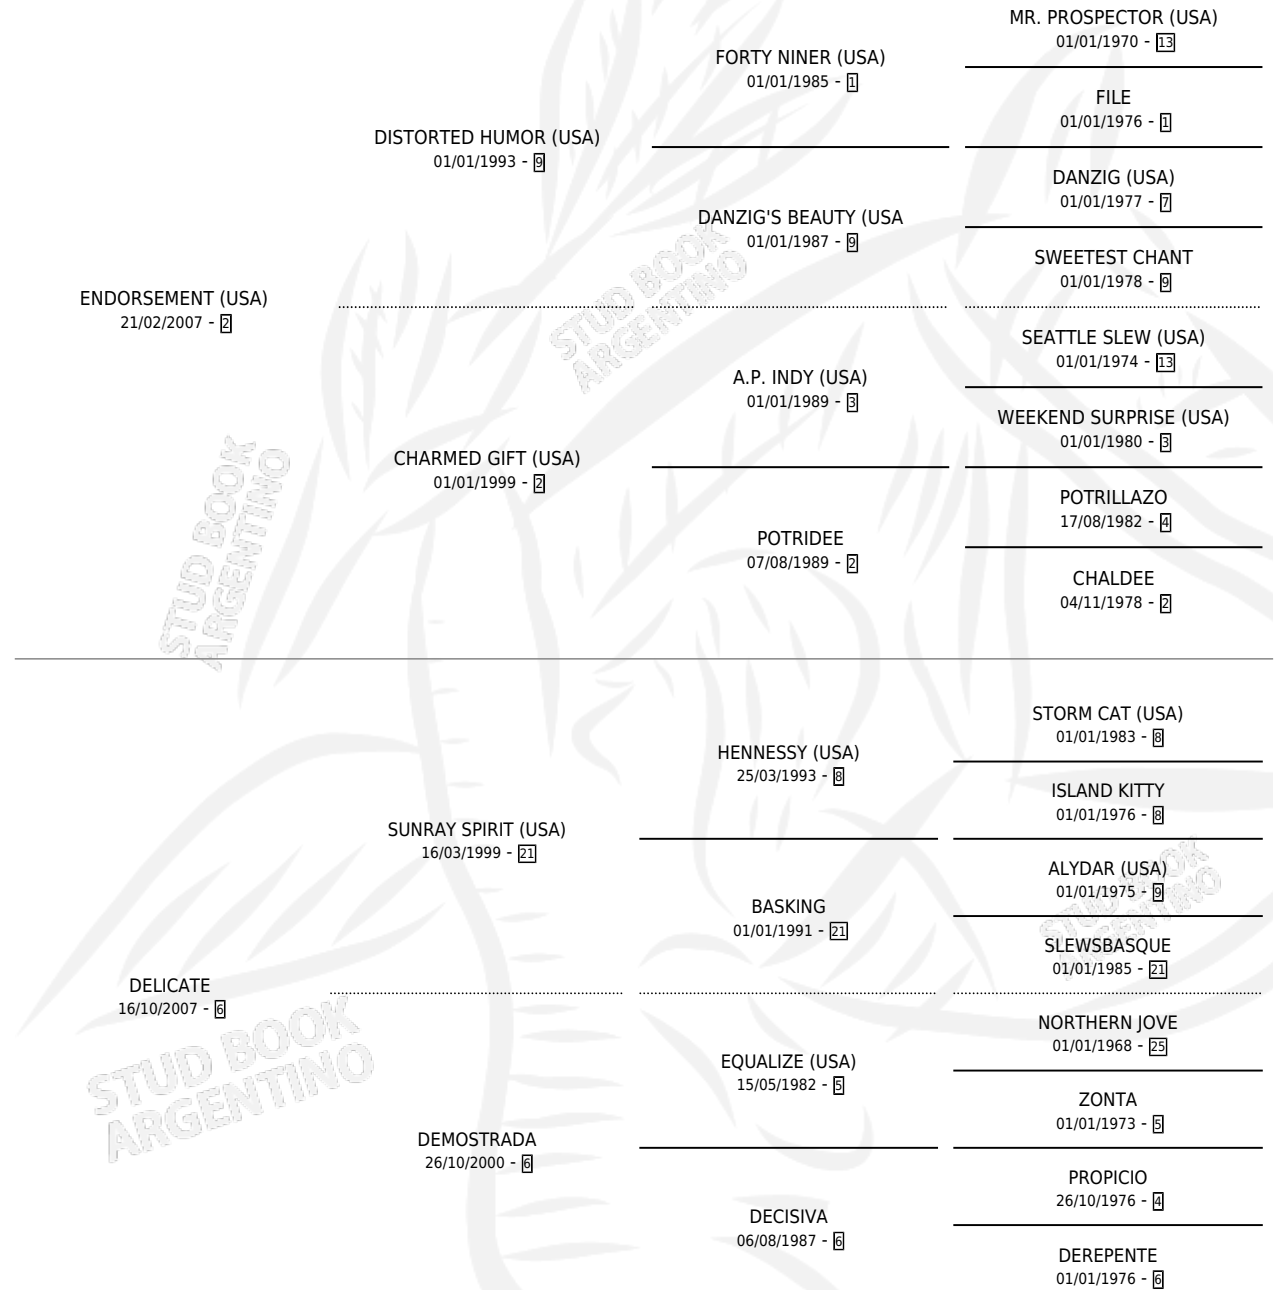 MR. PROSPECTOR (USA)
01/01/1970 - 13
FORTY NINER (USA)
01/01/1985 - 1
FILE
01/01/1976 - 1
DISTORTED HUMOR (USA)
01/01/1993 - 9
DANZIG (USA)
01/01/1977 - 7
DANZIG'S BEAUTY (USA
01/01/1987 - 9
SWEETEST CHANT
01/01/1978 - 9
ENDORSEMENT (USA)
21/02/2007 - 2
SEATTLE SLEW (USA)
01/01/1974 - 13
A.P. INDY (USA)
01/01/1989 - 3
WEEKEND SURPRISE (USA)
01/01/1980 - 3
CHARMED GIFT (USA)
01/01/1999 - 2
POTRILLAZO
17/08/1982 - 4
POTRIDEE
07/08/1989 - 2
CHALDEE
04/11/1978 - 2
STORM CAT (USA)
01/01/1983 - 8
HENNESSY (USA)
25/03/1993 - 8
ISLAND KITTY
01/01/1976 - 8
SUNRAY SPIRIT (USA)
16/03/1999 - 21
ALYDAR (USA)
01/01/1975 - 9
BASKING
01/01/1991 - 21
SLEWSBASQUE
01/01/1985 - 21
DELICATE
16/10/2007 - 6
NORTHERN JOVE
01/01/1968 - 25
EQUALIZE (USA)
15/05/1982 - 5
ZONTA
01/01/1973 - 5
DEMOSTRADA
26/10/2000 - 6
PROPICIO
26/10/1976 - 4
DECISIVA
06/08/1987 - 6
DEREPENTE
01/01/1976 - 6
STUD BOOK
ARGENTINO
STUD BOOK
ARGENTINO
STUD BOOK
ARGENTINO
STUD BOOK
ARGENTINO